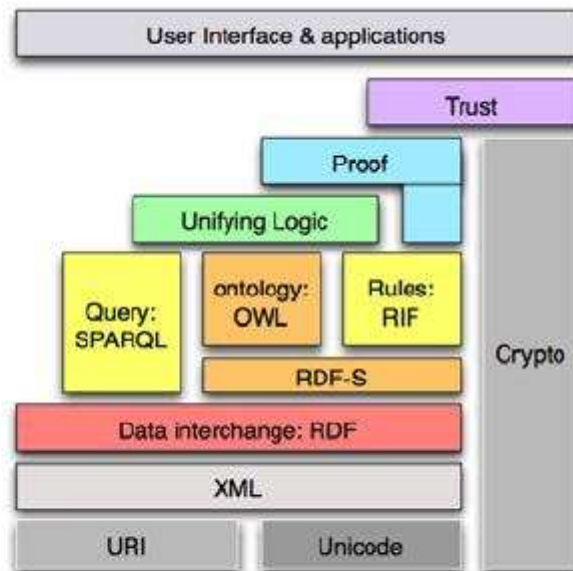 User Interface & applications
Trust
Proof
Unifying Logic
Query:
SPARQL
ontology:
OWL
Rules:
RIF
Crypto
RDF-S
Data interchange: RDF
XML
URI
Unicode